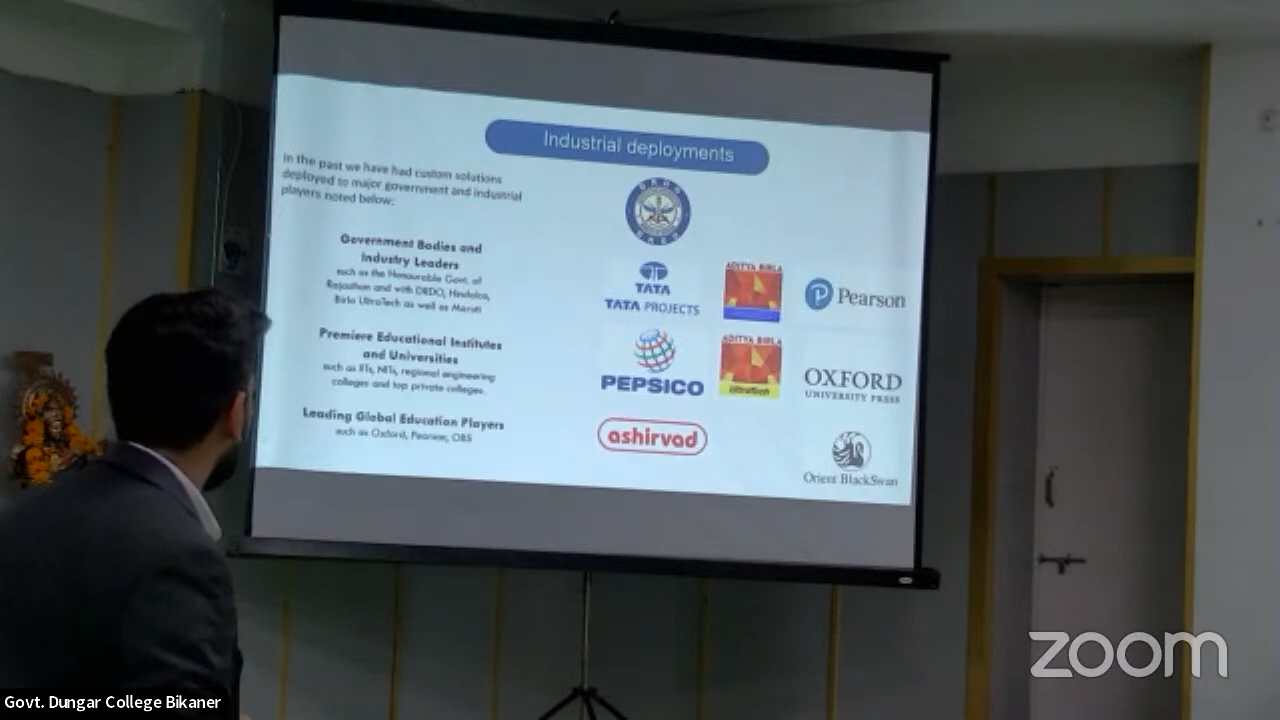 Industrial deployments
In the past we have had custom solutions
deployed to major government and industrial
players noted below:
Government Bodies and
Industry Leaders
such as the Honourable Govt. of
Rajasthan and with DRDO, Hindalco,
Birla UltraTech as well as Maruti
Premiere Educational Institutes
and Universities
such as IITs, NITs, regional engineering
colleges and top private colleges.
Leading Global Education Players
such as Oxford, Pearson, OBS
DRDO
TATA
TATA PROJECTS
ADITYA BIRLA
Pearson
PEPSICO
ADITYA BIRLA
UltraTech
OXFORD
UNIVERSITY PRESS
ashirvad
Orient BlackSwan
zoom
Govt. Dungar College Bikaner